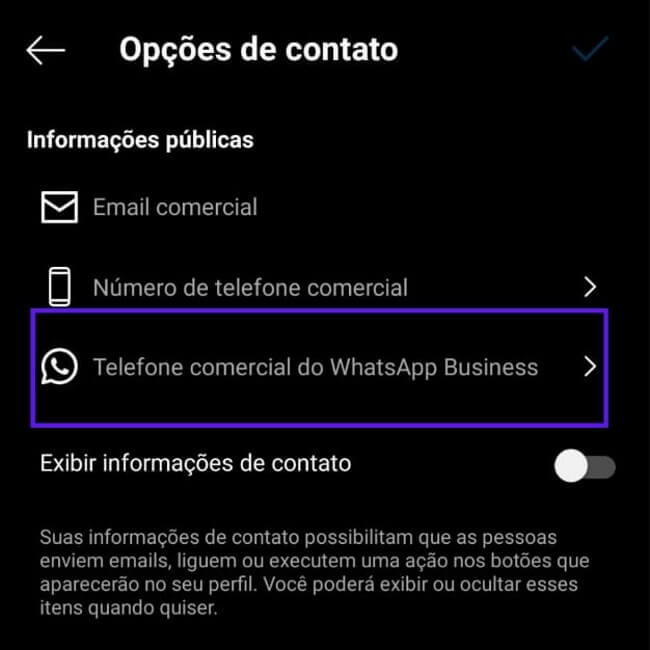 Opções de contato
Informações públicas
Email comercial
Número de telefone comercial
Telefone comercial do WhatsApp Business
Exibir informações de contato
Suas informações de contato possibilitam que as pessoas
enviem emails, liguem ou executem uma ação nos botões que
aparecerão no seu perfil. Você poderá exibir ou ocultar esses
itens quando quiser.